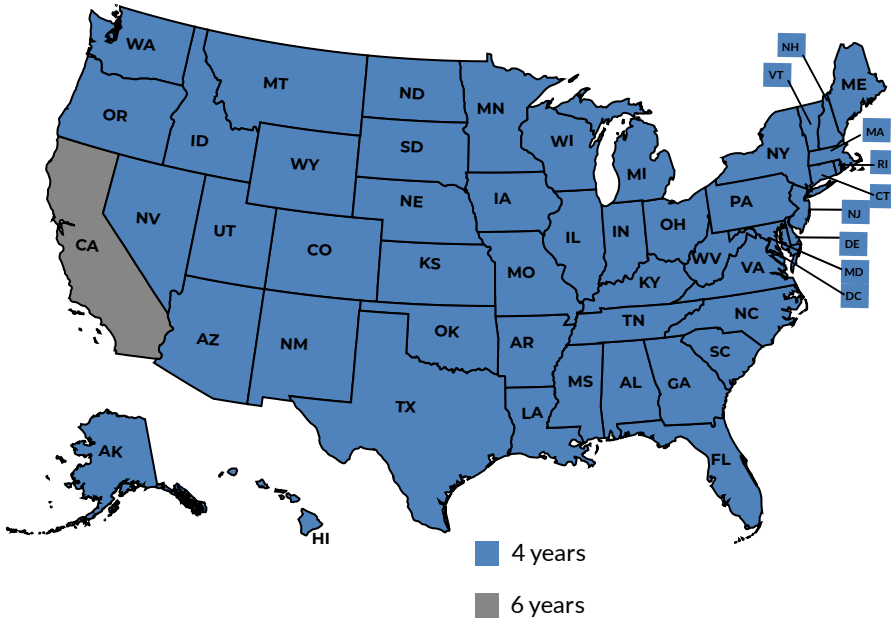 WA
MT
ND
MN
OR
ID
WY
SD
WI
MI
NY
ME
NH
VT
MA
RI
CT
NJ
DE
MD
DC
CA
NV
UT
CO
NE
KS
IA
MO
IL
IN
OH
PA
WV
VA
KY
NC
TN
SC
AZ
NM
OK
AR
TX
LA
MS
AL
GA
FL
AK
HI
4 years
6 years